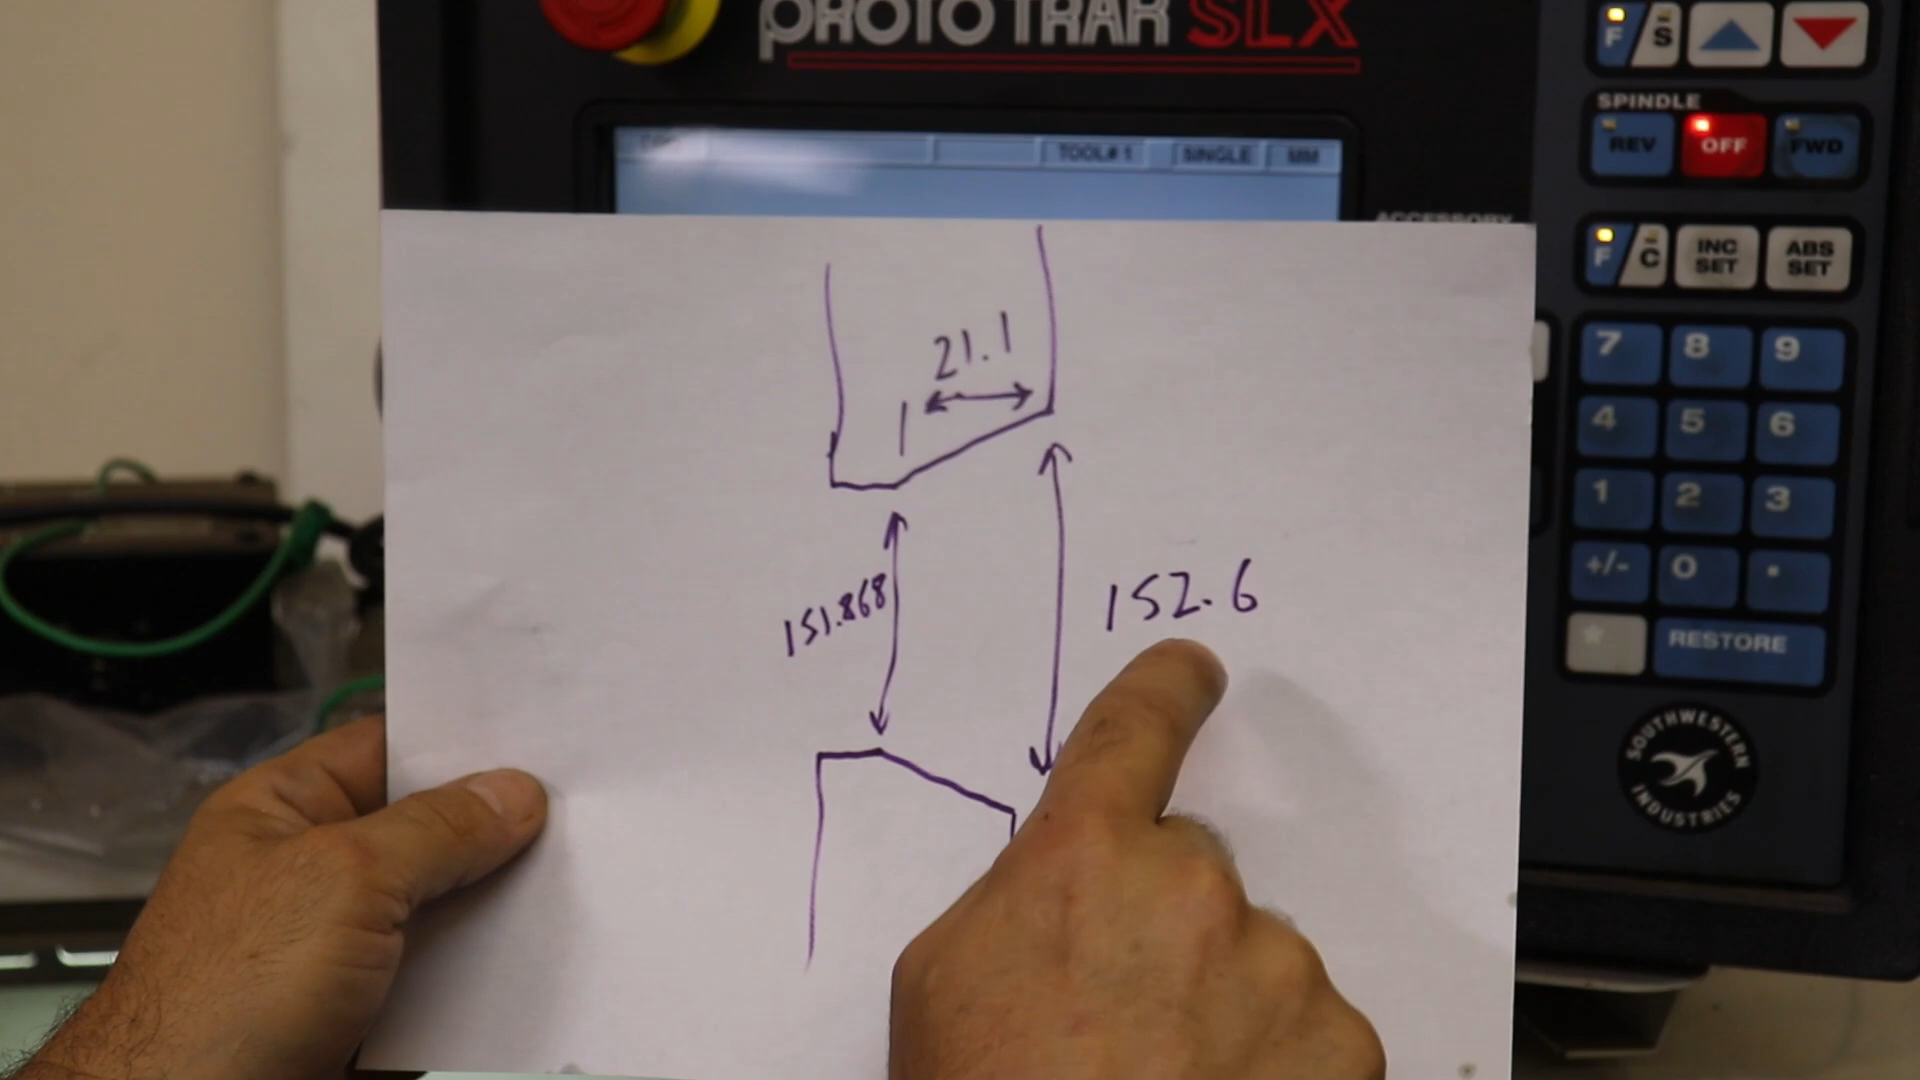 PROTO TRAK SLX
F S
SPINDLE
REV OFF FWD
TOOL# 1 SINGLE MM
ACCESSORY
F C INC SET ABS SET
21.1
7 8 9
4 5 6
1 2 3
+/- 0 .
* RESTORE
151.868
152.6
SOUTHWESTERN INDUSTRIES